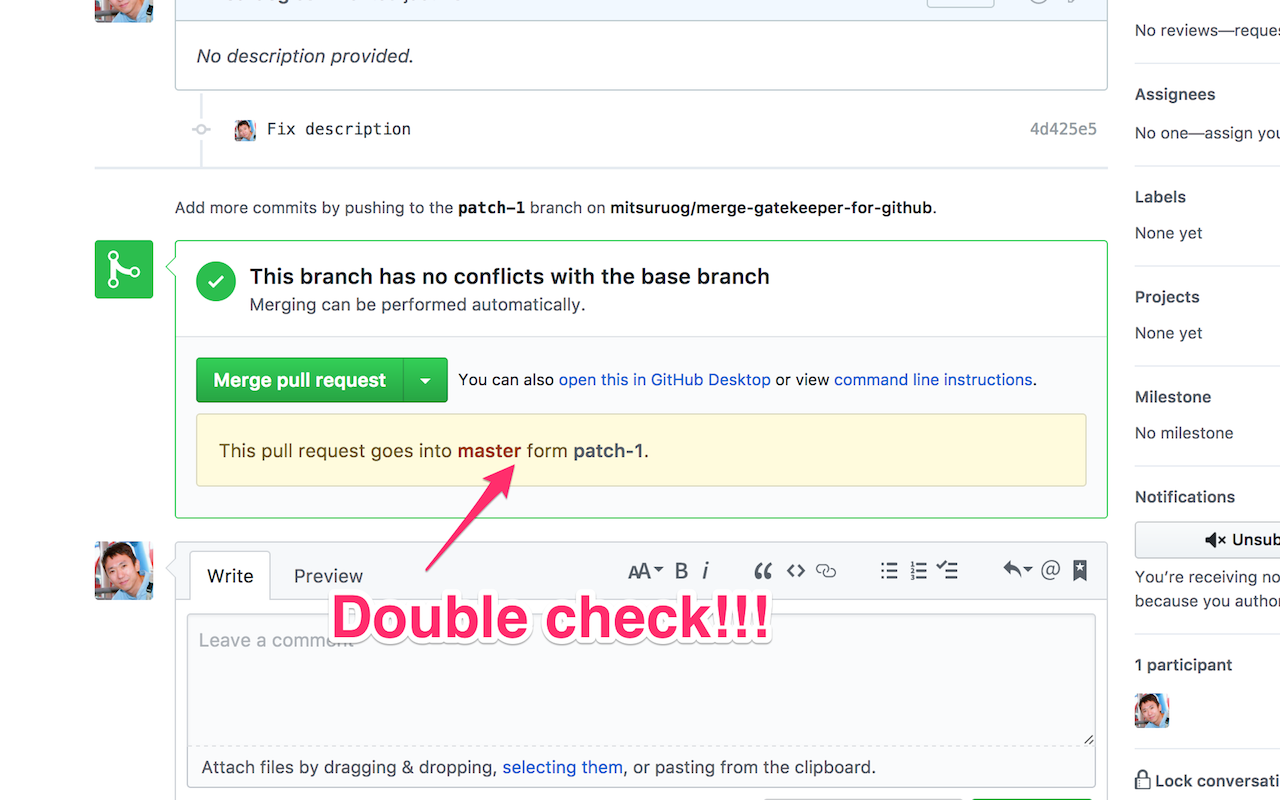 No description provided.
Fix description
4d425e5
Add more commits by pushing to the patch-1 branch on mitsuruog/merge-gatekeeper-for-github.
This branch has no conflicts with the base branch
Merging can be performed automatically.
Merge pull request
You can also open this in GitHub Desktop or view command line instructions.
This pull request goes into master form patch-1.
Write
Preview
AA B i
Double check!!!
Leave a comment
Attach files by dragging & dropping, selecting them, or pasting from the clipboard.
No reviews—reques
Assignees
No one—assign you
Labels
None yet
Projects
None yet
Milestone
No milestone
Notifications
Unsub
You’re receiving no
because you author
1 participant
Lock conversati